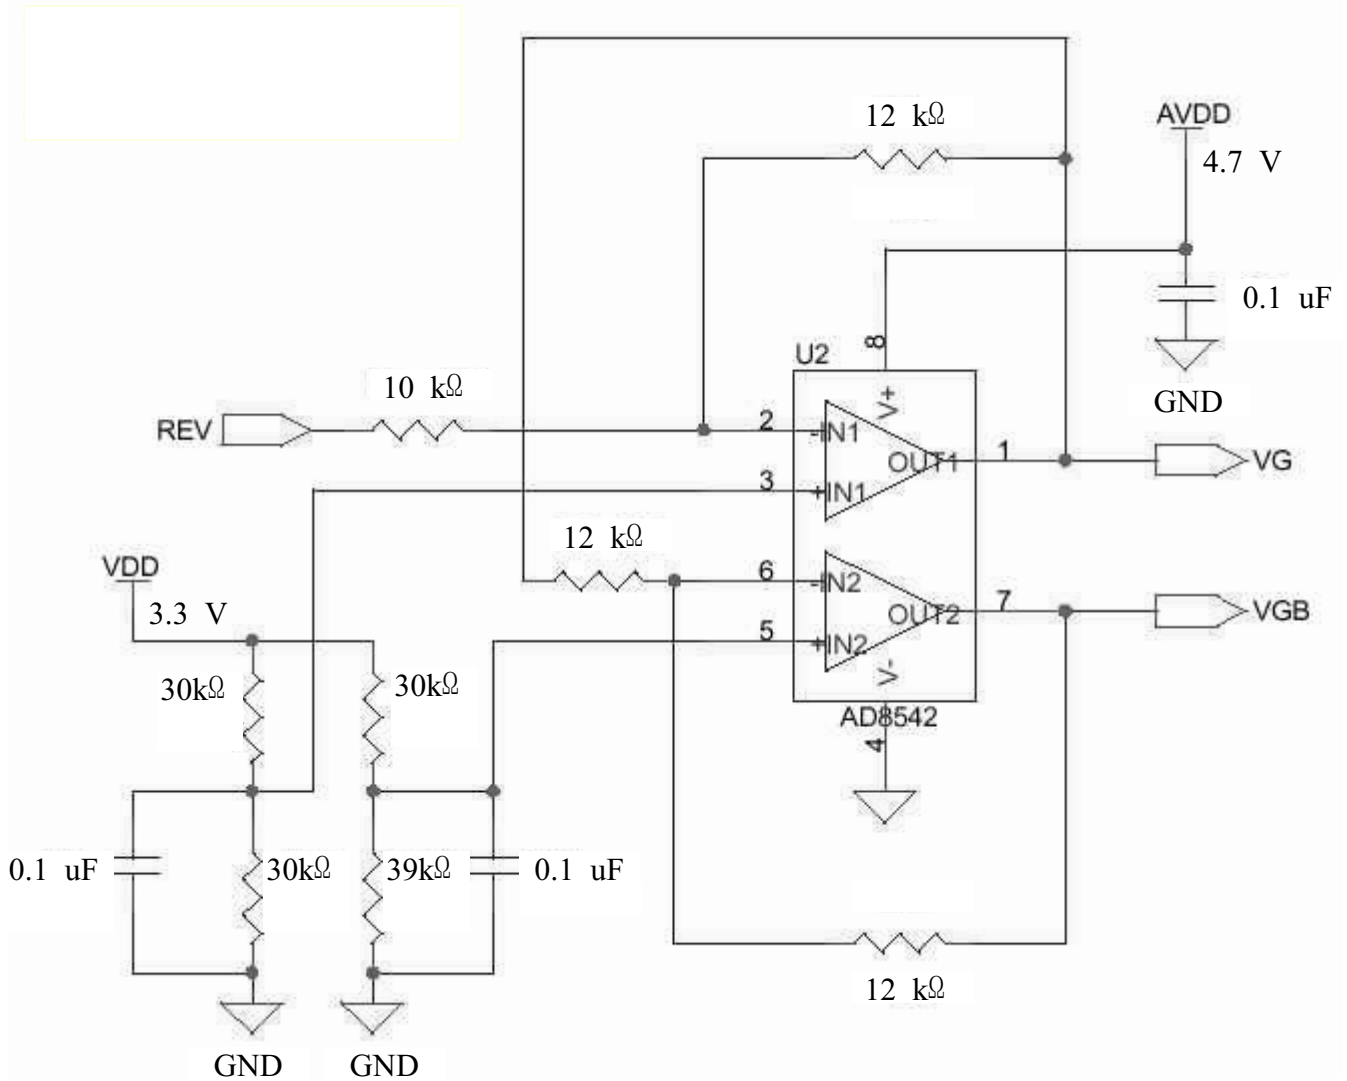 12 kΩ
AVDD
4.7 V
0.1 uF
GND
8
U2
V+
10 kΩ
REV
2
-IN1
OUT1
1
VG
3
+IN1
12 kΩ
6
-IN2
OUT2
7
VGB
5
+IN2
V-
AD8542
4
VDD
3.3 V
30kΩ
30kΩ
0.1 uF
30kΩ
39kΩ
0.1 uF
12 kΩ
GND
GND